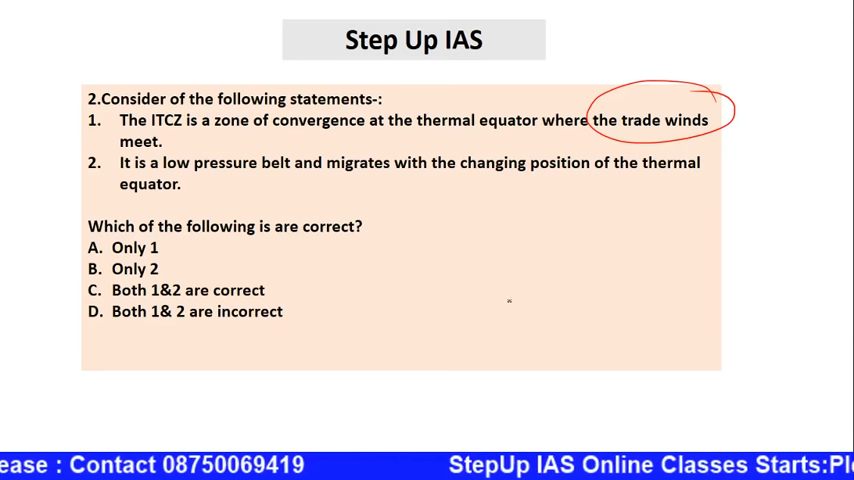 Step Up IAS
2.Consider of the following statements-:
1. The ITCZ is a zone of convergence at the thermal equator where the trade winds
meet.
2. It is a low pressure belt and migrates with the changing position of the thermal
equator.
Which of the following is are correct?
A. Only 1
B. Only 2
C. Both 1&2 are correct
D. Both 1& 2 are incorrect
ease : Contact 08750069419 StepUp IAS Online Classes Starts:Ple